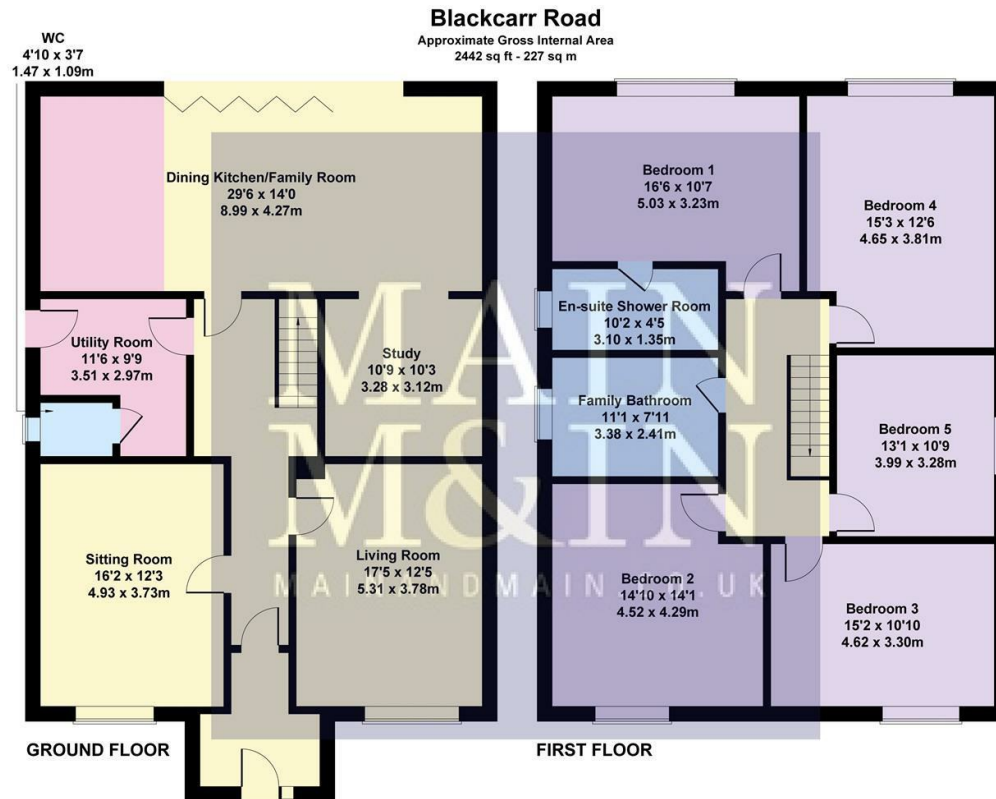 Blackcarr Road
Approximate Gross Internal Area
2442 sq ft - 227 sq m
WC
4'10 x 3'7
1.47 x 1.09m
Dining Kitchen/Family Room
29'6 x 14'0
8.99 x 4.27m
Utility Room
11'6 x 9'9
3.51 x 2.97m
Study
10'9 x 10'3
3.28 x 3.12m
Sitting Room
16'2 x 12'3
4.93 x 3.73m
Living Room
17'5 x 12'5
5.31 x 3.78m
GROUND FLOOR
Bedroom 1
16'6 x 10'7
5.03 x 3.23m
Bedroom 4
15'3 x 12'6
4.65 x 3.81m
En-suite Shower Room
10'2 x 4'5
3.10 x 1.35m
Family Bathroom
11'1 x 7'11
3.38 x 2.41m
Bedroom 5
13'1 x 10'9
3.99 x 3.28m
Bedroom 2
14'10 x 14'1
4.52 x 4.29m
Bedroom 3
15'2 x 10'10
4.62 x 3.30m
FIRST FLOOR
MAIN
M&IN
MAINANDMAIN.CO.UK